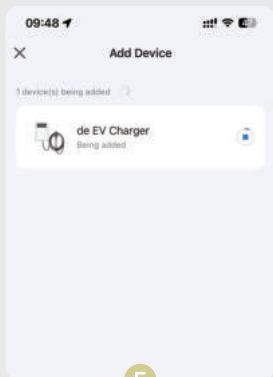 09:48
Add Device
1 device(s) being added
de EV Charger
Being added